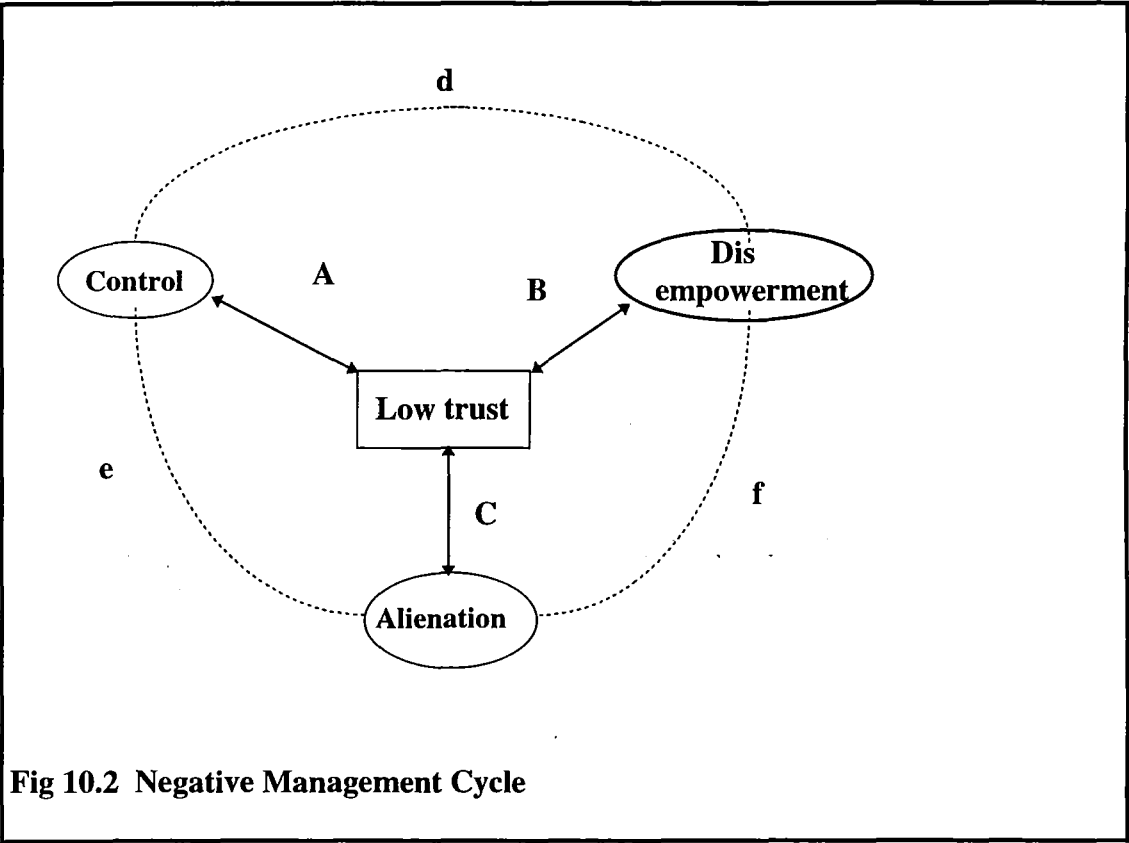 d
Control
A
B
Dis
empowerment
Low trust
e
C
f
Alienation
Fig 10.2 Negative Management Cycle